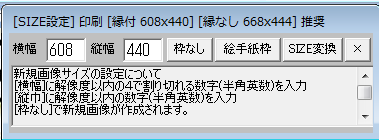 [SIZE設定] 印刷 [縁付 608x440] [縁なし 668x444] 推奨
横幅 608 縦幅 440 枠なし 絵手紙枠 SIZE変換 ×
新規画像サイズの設定について
[横幅]に解像度以内の4で割り切れる数字(半角英数)を入力
[縦巾]に解像度以内の数字(半角英数)を入力
[枠なし]で新規画像が作成されます。